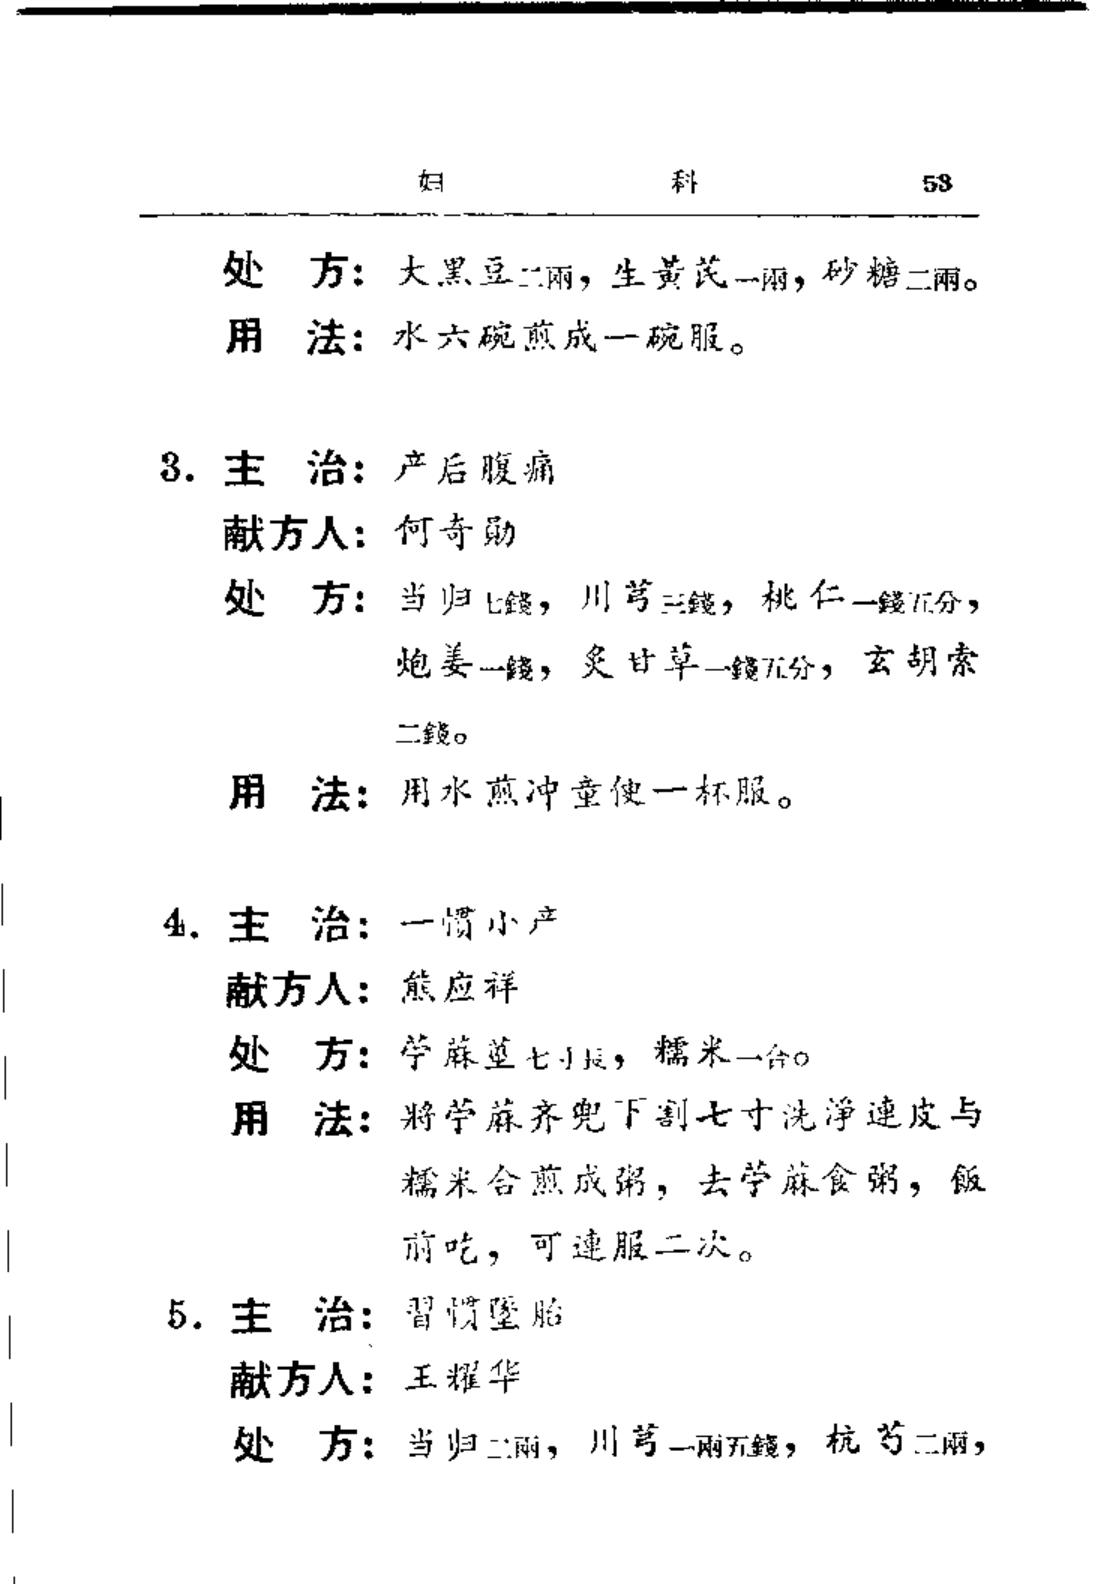 妇 科 53
处 方：大黑豆二兩，生黃芪一兩，砂糖二兩。
用 法：水六碗煎成一碗服。
3. 主 治：产后腹痛
献方人：何奇勛
处 方：当归七錢，川芎三錢，桃仁一錢五分，
炮姜一錢，炙甘草一錢五分，玄胡索
二錢。
用 法：用水煎冲童便一杯服。
4. 主 治：一慣小产
献方人：熊应祥
处 方：苧蔴莖七寸長，糯米一合。
用 法：將苧蔴齐兜下割七寸洗淨連皮与
糯米合煎成粥，去苧蔴食粥，飯
前吃，可連服二次。
5. 主 治：習慣墜胎
献方人：王耀华
处 方：当归二兩，川芎一兩五錢，杭芍二兩，